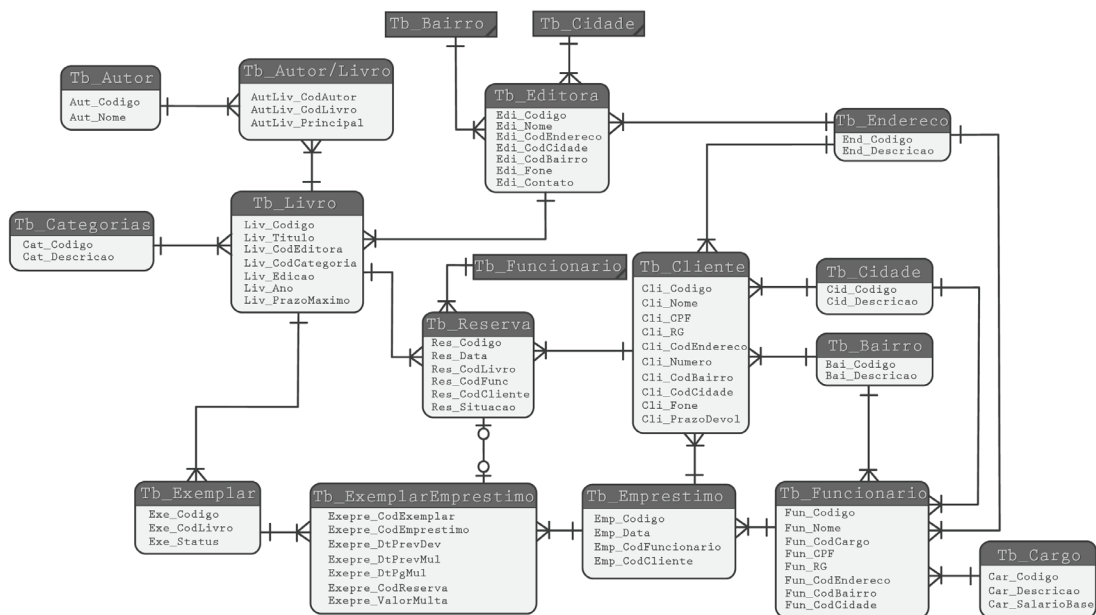 Tb_Bairro
Tb_Cidade
Tb_Autor
Aut_Codigo
Aut_Nome
Tb_Autor/Livro
AutLiv_CodAutor
AutLiv_CodLivro
AutLiv_Principal
Tb_Editora
Edi_Codigo
Edi_Nome
Edi_CodEndereco
Edi_CodCidade
Edi_CodBairro
Edi_Fone
Edi_Contato
Tb_Endereco
End_Codigo
End_Descricao
Tb_Categorias
Cat_Codigo
Cat_Descricao
Tb_Livro
Liv_Codigo
Liv_Titulo
Liv_CodEditora
Liv_CodCategoria
Liv_Edicao
Liv_Ano
Liv_PrazoMaximo
Tb_Funcionario
Tb_Reserva
Res_Codigo
Res_Data
Res_CodLivro
Res_CodFunc
Res_CodCliente
Res_Situacao
Tb_Cliente
Cli_Codigo
Cli_Nome
Cli_CPF
Cli_RG
Cli_CodEndereco
Cli_Numero
Cli_CodBairro
Cli_CodCidade
Cli_Fone
Cli_PrazoDevol
Tb_Cidade
Cid_Codigo
Cid_Descricao
Tb_Bairro
Bai_Codigo
Bai_Descricao
Tb_Exemplar
Exe_Codigo
Exe_CodLivro
Exe_Status
Tb_ExemplarEmprestimo
Exepre_CodExemplar
Exepre_CodEmprestimo
Exepre_DtPrevDev
Exepre_DtPrevMul
Exepre_DtPgMul
Exepre_CodReserva
Exepre_ValorMulta
Tb_Emprestimo
Emp_Codigo
Emp_Data
Emp_CodFuncionario
Emp_CodCliente
Tb_Funcionario
Fun_Codigo
Fun_Nome
Fun_CodCargo
Fun_CPF
Fun_RG
Fun_CodEndereco
Fun_CodBairro
Fun_CodCidade
Tb_Cargo
Car_Codigo
Car_Descricao
Car_SalarioBase